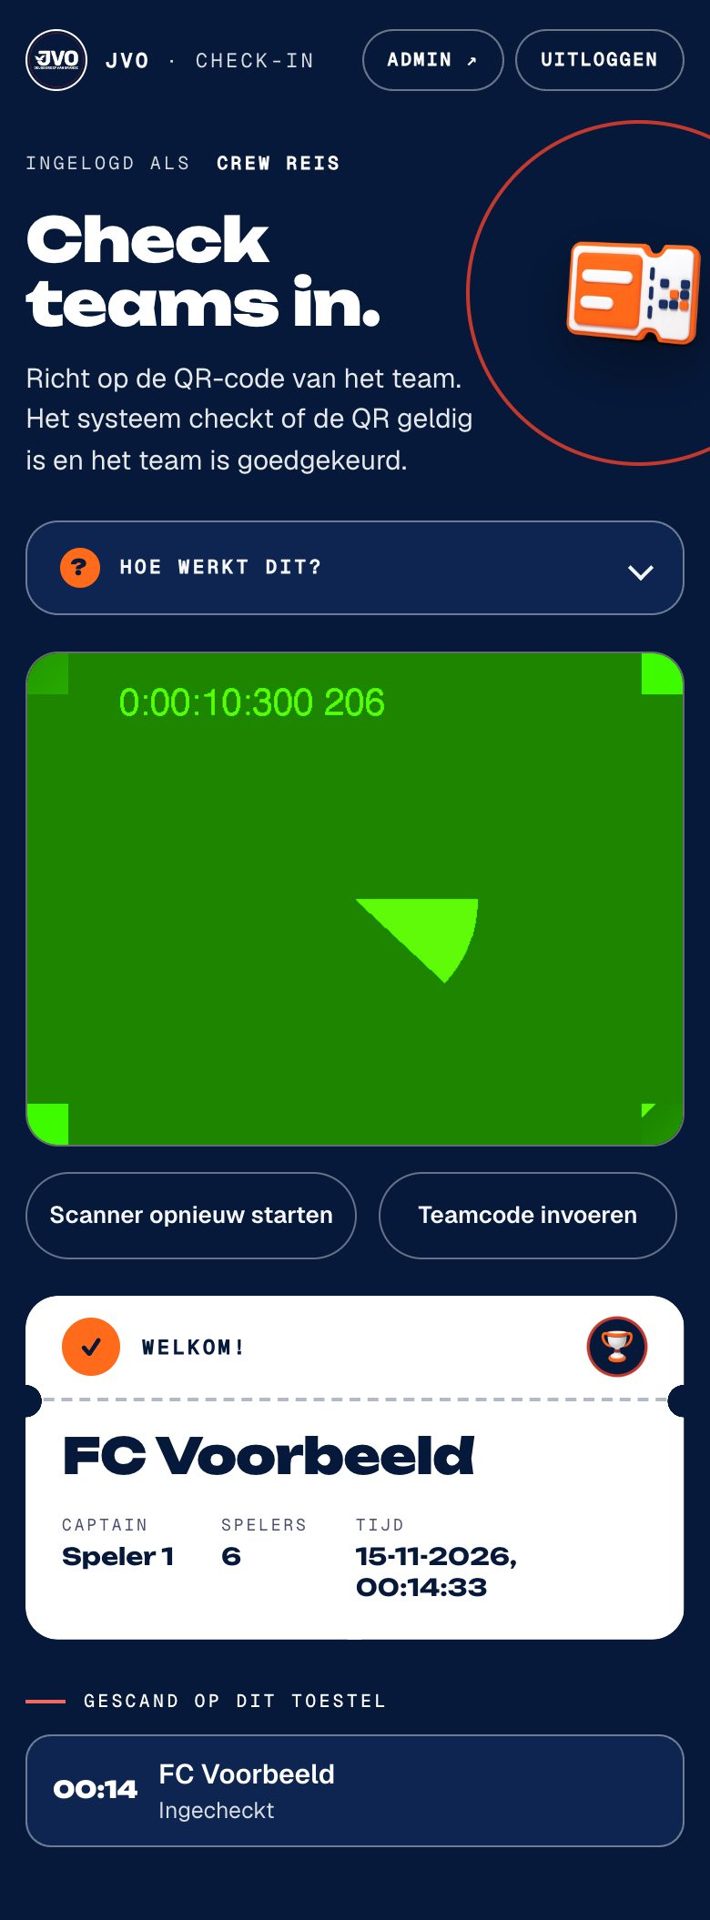 JVO
JVO · CHECK-IN
ADMIN ↗
UITLOGGEN
INGELOGD ALS CREW REIS
Check
teams in.
Richt op de QR-code van het team.
Het systeem checkt of de QR geldig
is en het team is goedgekeurd.
? HOE WERKT DIT?
0:00:10:300 206
Scanner opnieuw starten
Teamcode invoeren
WELKOM!
FC Voorbeeld
CAPTAIN
Speler 1
SPELERS
6
TIJD
15-11-2026,
00:14:33
GESCAND OP DIT TOESTEL
00:14
FC Voorbeeld
Ingecheckt